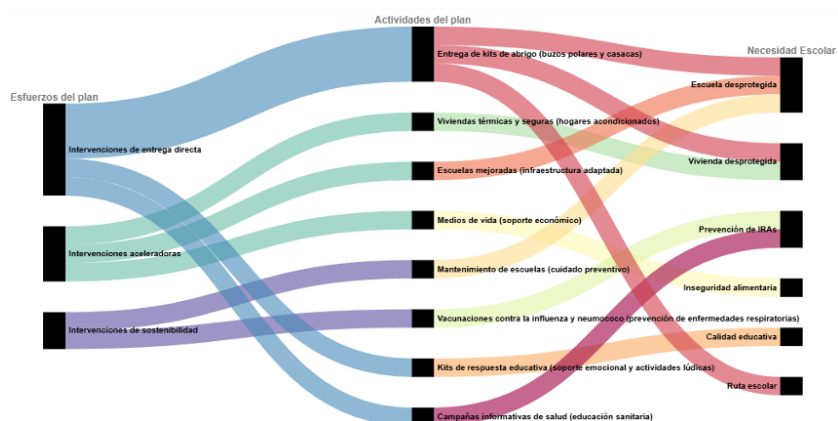 Esfuerzos del plan
Intervenciones de entrega directa
Intervenciones aceleradoras
Intervenciones de sostenibilidad
Actividades del plan
Entrega de kits de abrigo (buzos polares y casacas)
Viviendas térmicas y seguras (hogares acondicionados)
Escuelas mejoradas (infraestructura adaptada)
Medios de vida (soporte económico)
Mantenimiento de escuelas (cuidado preventivo)
Vacunaciones contra la influenza y neumococo (prevención de enfermedades respiratorias)
Kits de respuesta educativa (soporte emocional y actividades lúdicas)
Campañas informativas de salud (educación sanitaria)
Necesidad Escolar
Escuela desprotegida
Vivienda desprotegida
Prevención de IRAs
Inseguridad alimentaria
Calidad educativa
Ruta escolar